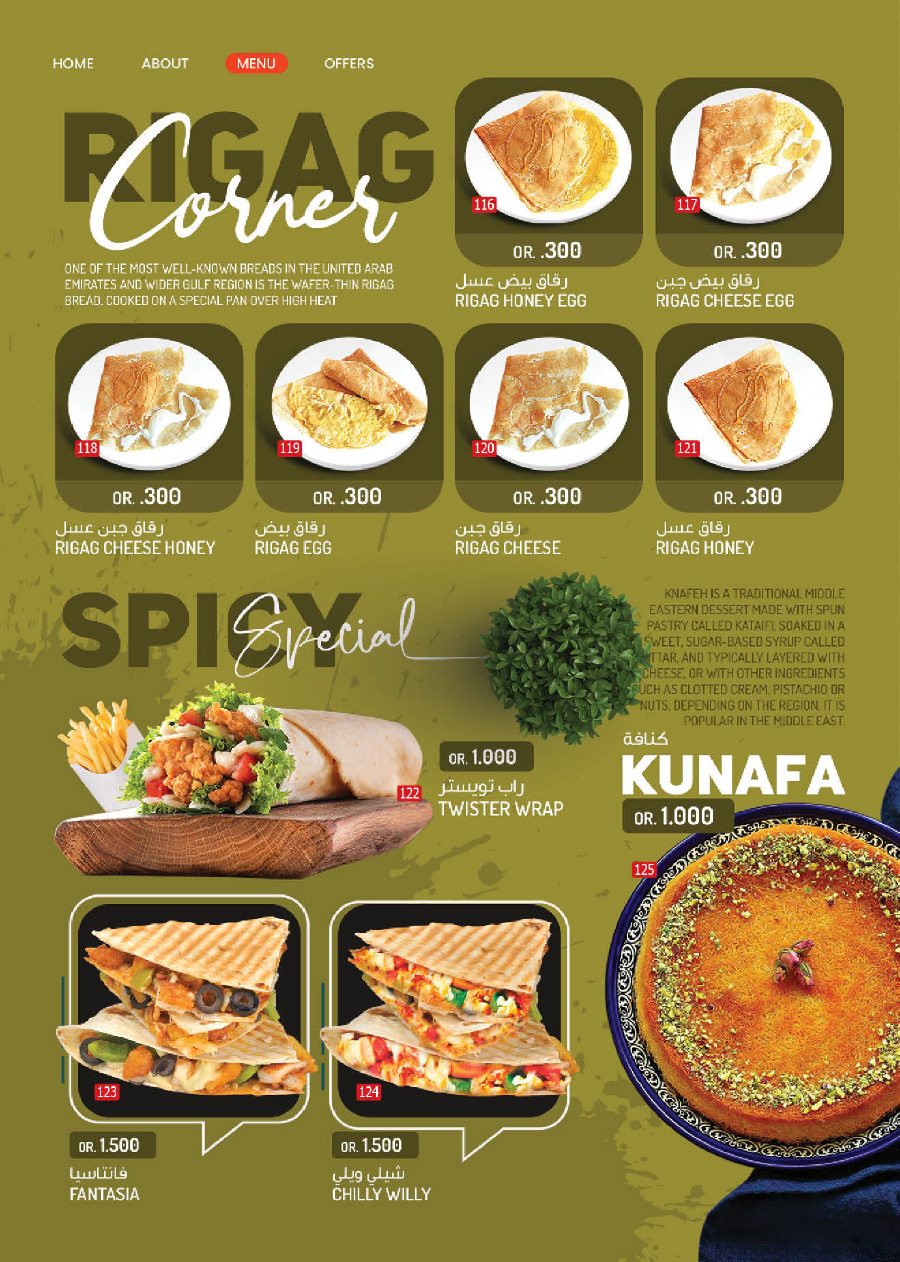 HOME ABOUT MENU OFFERS
RIGAG
Corner
ONE OF THE MOST WELL-KNOWN BREADS IN THE UNITED ARAB
EMIRATES AND WIDER GULF REGION IS THE WAFER-THIN RIGAG
BREAD. COOKED ON A SPECIAL PAN OVER HIGH HEAT
116
OR. .300
رقاق بيض عسل
RIGAG HONEY EGG
117
OR. .300
رقاق بيض جبن
RIGAG CHEESE EGG
118
OR. .300
رقاق جبن عسل
RIGAG CHEESE HONEY
119
OR. .300
رقاق بيض
RIGAG EGG
120
OR. .300
رقاق جبن
RIGAG CHEESE
121
OR. .300
رقاق عسل
RIGAG HONEY
SPICY
Special
122
OR. 1.000
راب تويستر
TWISTER WRAP
KNAFEH IS A TRADITIONAL MIDDLE
EASTERN DESSERT MADE WITH SPUN
PASTRY CALLED KATAIFI, SOAKED IN A
SWEET, SUGAR-BASED SYRUP CALLED
TTAR, AND TYPICALLY LAYERED WITH
CHEESE, OR WITH OTHER INGREDIENTS
UCH AS CLOTTED CREAM, PISTACHIO OR
NUTS, DEPENDING ON THE REGION. IT IS
POPULAR IN THE MIDDLE EAST.
كنافة
KUNAFA
OR. 1.000
125
123
OR. 1.500
فانتاسيا
FANTASIA
124
OR. 1.500
شيلي ويلي
CHILLY WILLY